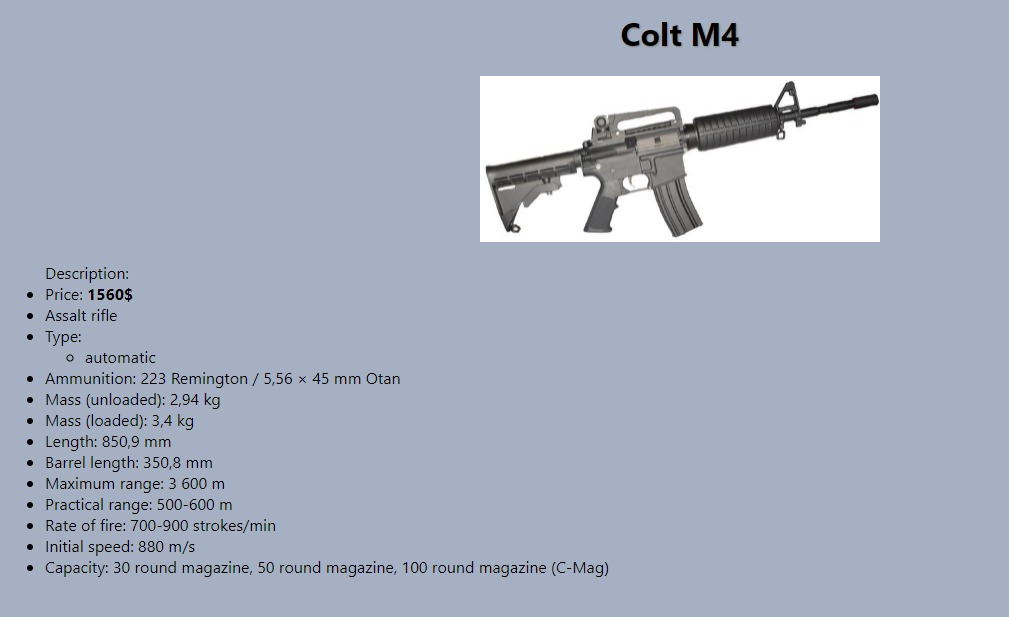 Colt M4
Description:
Price: 1560$
Assalt rifle
Type:
automatic
Ammunition: 223 Remington / 5,56 × 45 mm Otan
Mass (unloaded): 2,94 kg
Mass (loaded): 3,4 kg
Length: 850,9 mm
Barrel length: 350,8 mm
Maximum range: 3 600 m
Practical range: 500-600 m
Rate of fire: 700-900 strokes/min
Initial speed: 880 m/s
Capacity: 30 round magazine, 50 round magazine, 100 round magazine (C-Mag)